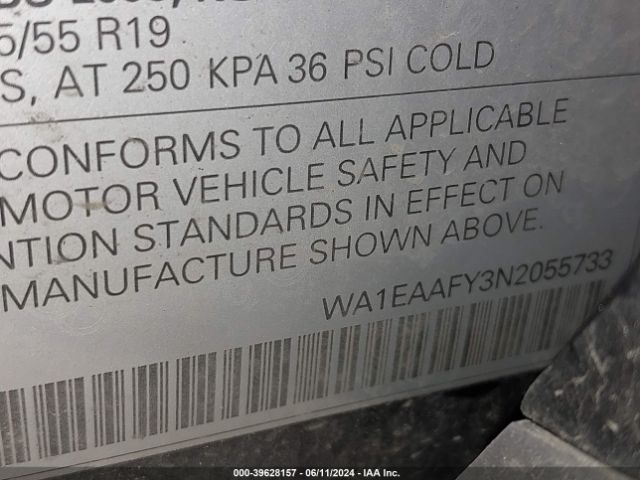 5/55 R19
S, AT 250 KPA 36 PSI COLD
CONFORMS TO ALL APPLICABLE
MOTOR VEHICLE SAFETY AND
NTION STANDARDS IN EFFECT ON
MANUFACTURE SHOWN ABOVE.
WA1EAAFY3N2055733
000-39628157 - 06/11/2024 - IAA Inc.